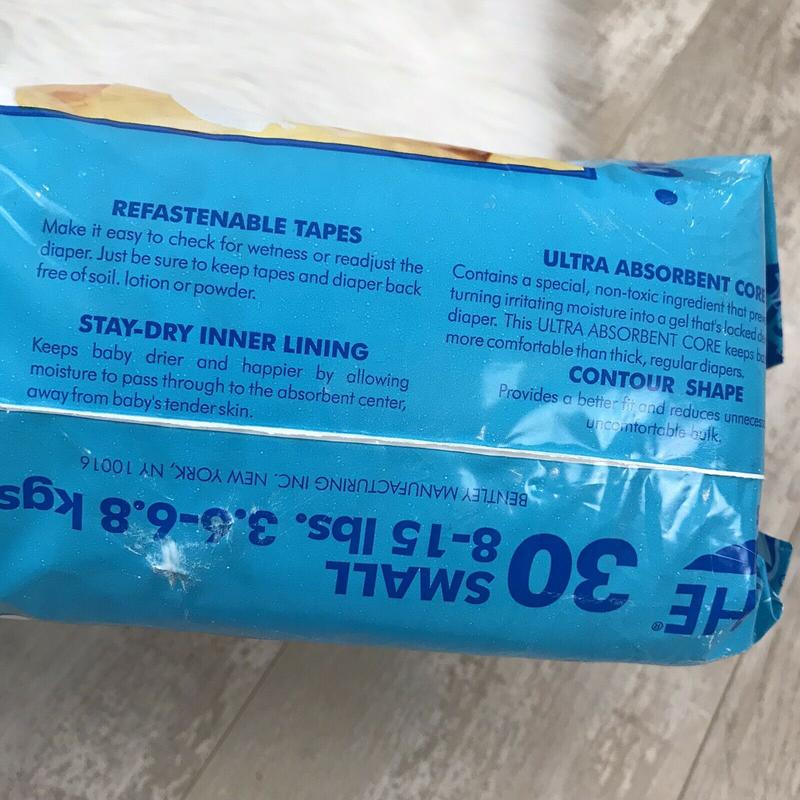 REFASTENABLE TAPES
Make it easy to check for wetness or readjust the
diaper. Just be sure to keep tapes and diaper back
free of soil. lotion or powder.
STAY-DRY INNER LINING
Keeps baby drier and happier by allowing
moisture to pass through to the absorbent center,
away from baby's tender skin.
ULTRA ABSORBENT CORE
Contains a special, non-toxic ingredient that
turning irritating moisture into a gel that's locked
diaper. This ULTRA ABSORBENT CORE keeps
more comfortable than thick, regular diapers.
CONTOUR SHAPE
Provides a better fit and reduces
uncomfortable bulk.
BENTLEY MANUFACTURING INC. NEW YORK, NY 10016
HE® 30 SMALL
8-15 lbs. 3.6-6.8 kgs